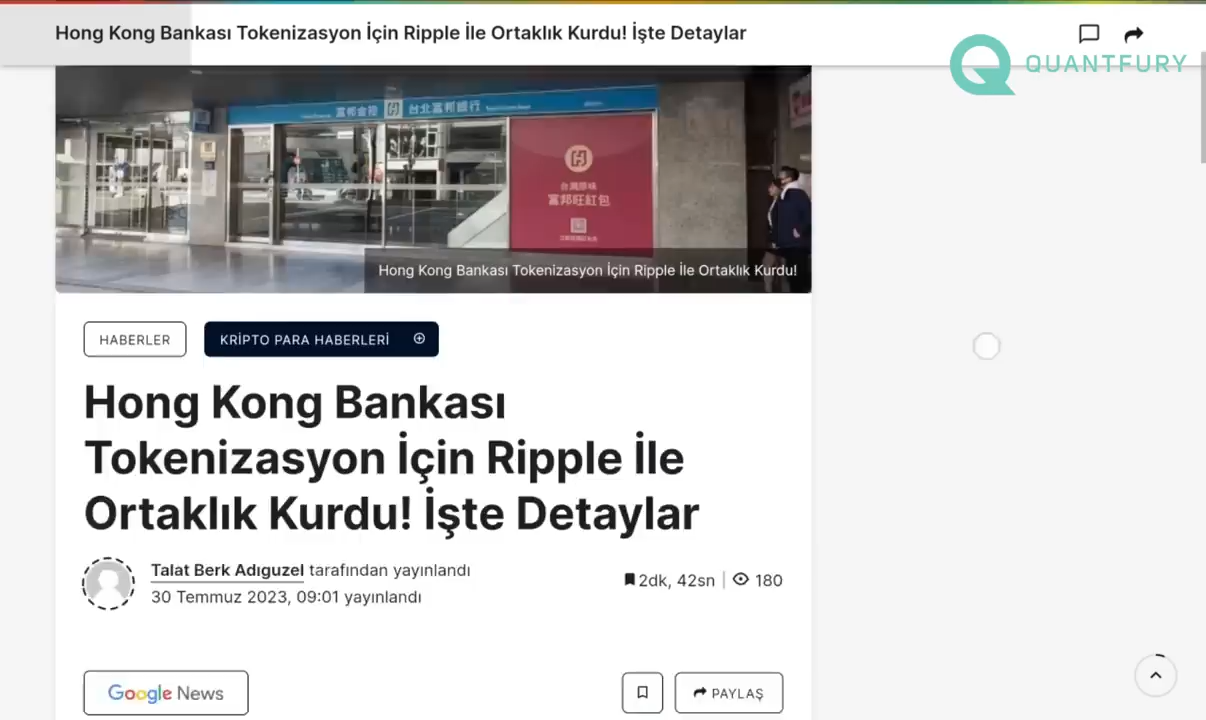 Hong Kong Bankası Tokenizasyon İçin Ripple İle Ortaklık Kurdu! İşte Detaylar
QUANTFURY
富邦金控 台北富邦銀行
Hong Kong Bankası Tokenizasyon İçin Ripple İle Ortaklık Kurdu!
HABERLER
KRİPTO PARA HABERLERİ
Hong Kong Bankası
Tokenizasyon İçin Ripple İle
Ortaklık Kurdu! İşte Detaylar
Talat Berk Adıguzel tarafından yayınlandı
2dk, 42sn
180
30 Temmuz 2023, 09:01 yayınlandı
Google News
PAYLAŞ